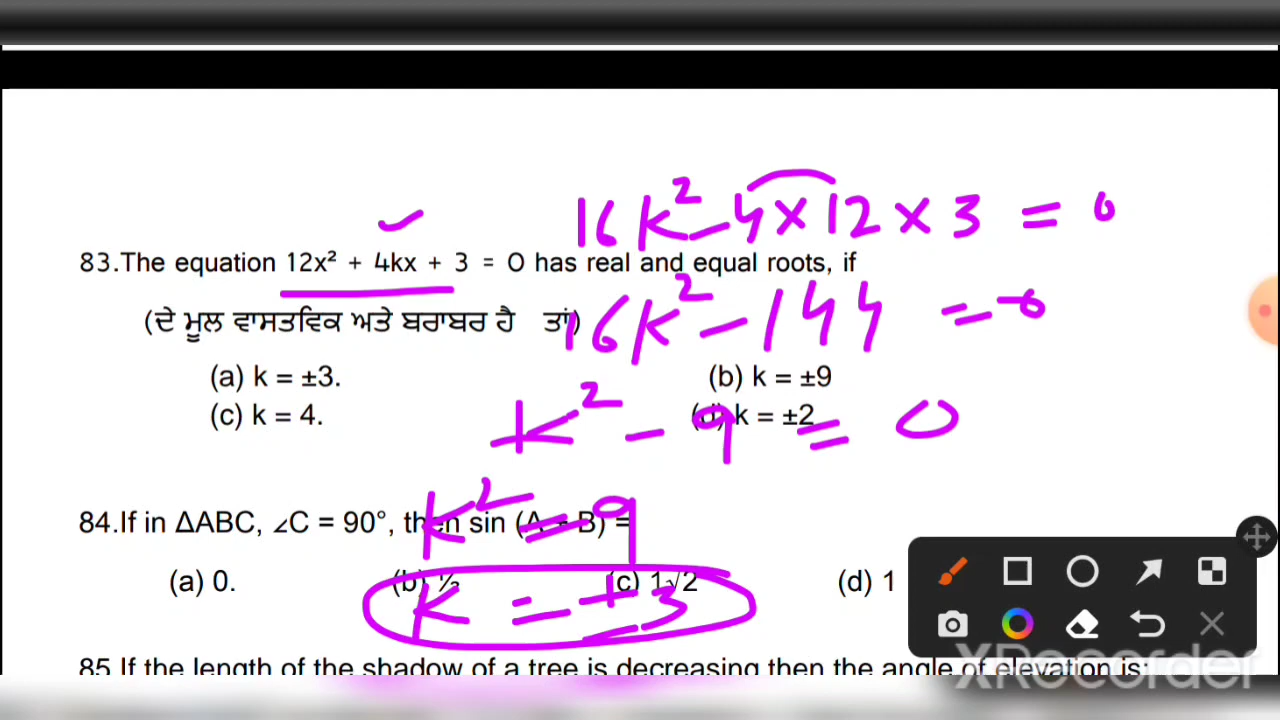 16k² - 4 × 12 × 3 = 0
83.The equation 12x² + 4kx + 3 = 0 has real and equal roots, if
16k² - 144 = 0
(ਦੇ ਮੂਲ ਵਾਸਤਵਿਕ ਅਤੇ ਬਰਾਬਰ ਹੈ ਤਾਂ)
(a) k = ±3. (b) k = ±9
(c) k = 4. (d) k = ±2
k² - 9 = 0
k² = 9
84.If in ΔABC, ∠C = 90°, then sin (A + B) =
(a) 0. (b) ½ (c) 1√2 (d) 1
k = ±3
85 If the length of the shadow of a tree is decreasing then the angle of elevation is:
XRecorder